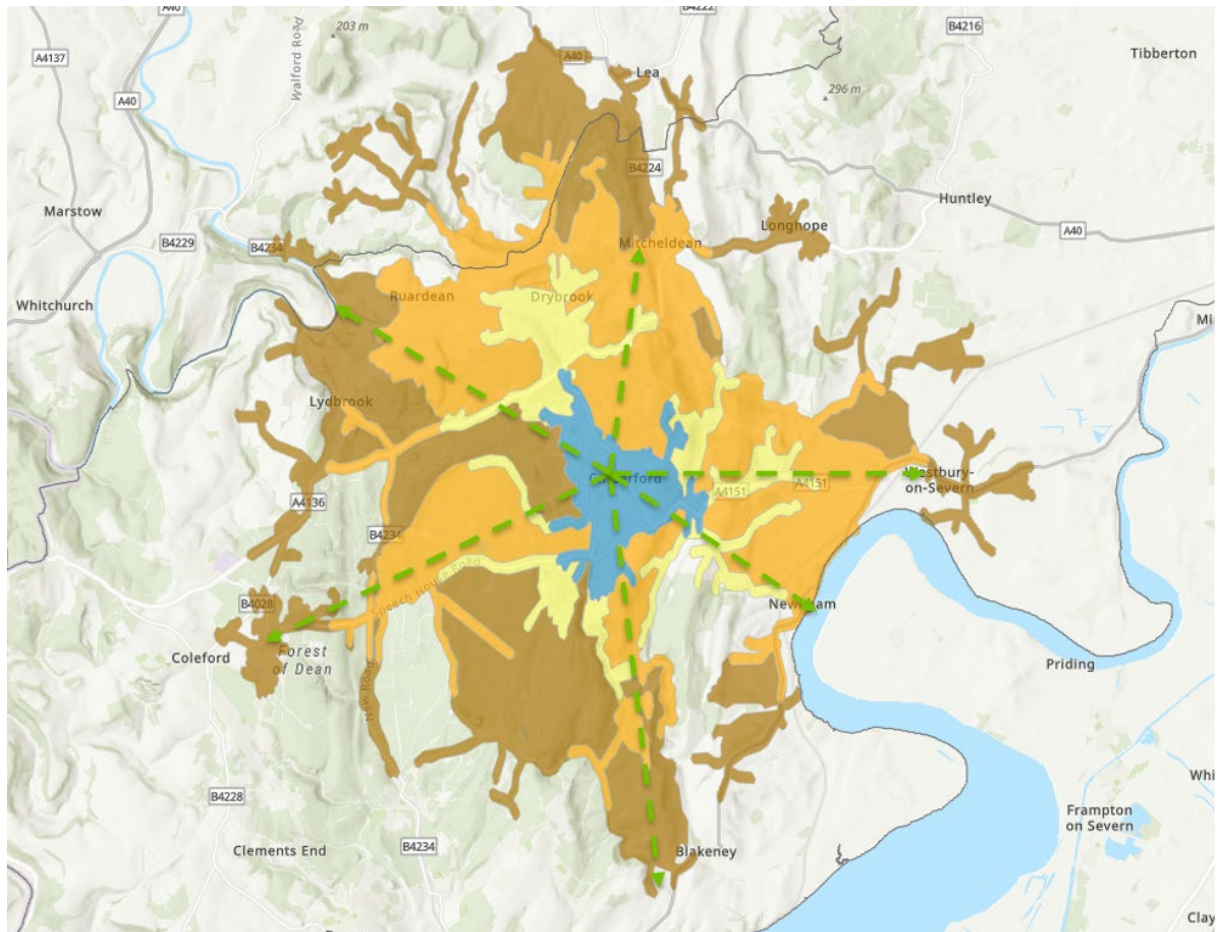 A40
B4222
B4216
203 m
Walford Road
A4137
A40
Lea
Tibberton
A40
296 m
B4224
Marstow
Huntley
Longhope
B4229
B4234
Mitcheldean
A40
Whitchurch
Ruardean
Drybrook
Mi
Lydbrook
A4151
A4151
Westbury-
on-Severn
A4136
B4234
Speech House Road
B4028
Coleford
Forest
of Dean
New Road
Priding
Whi
B4228
Frampton
on Severn
Clements End
B4234
Blakeney
Clay